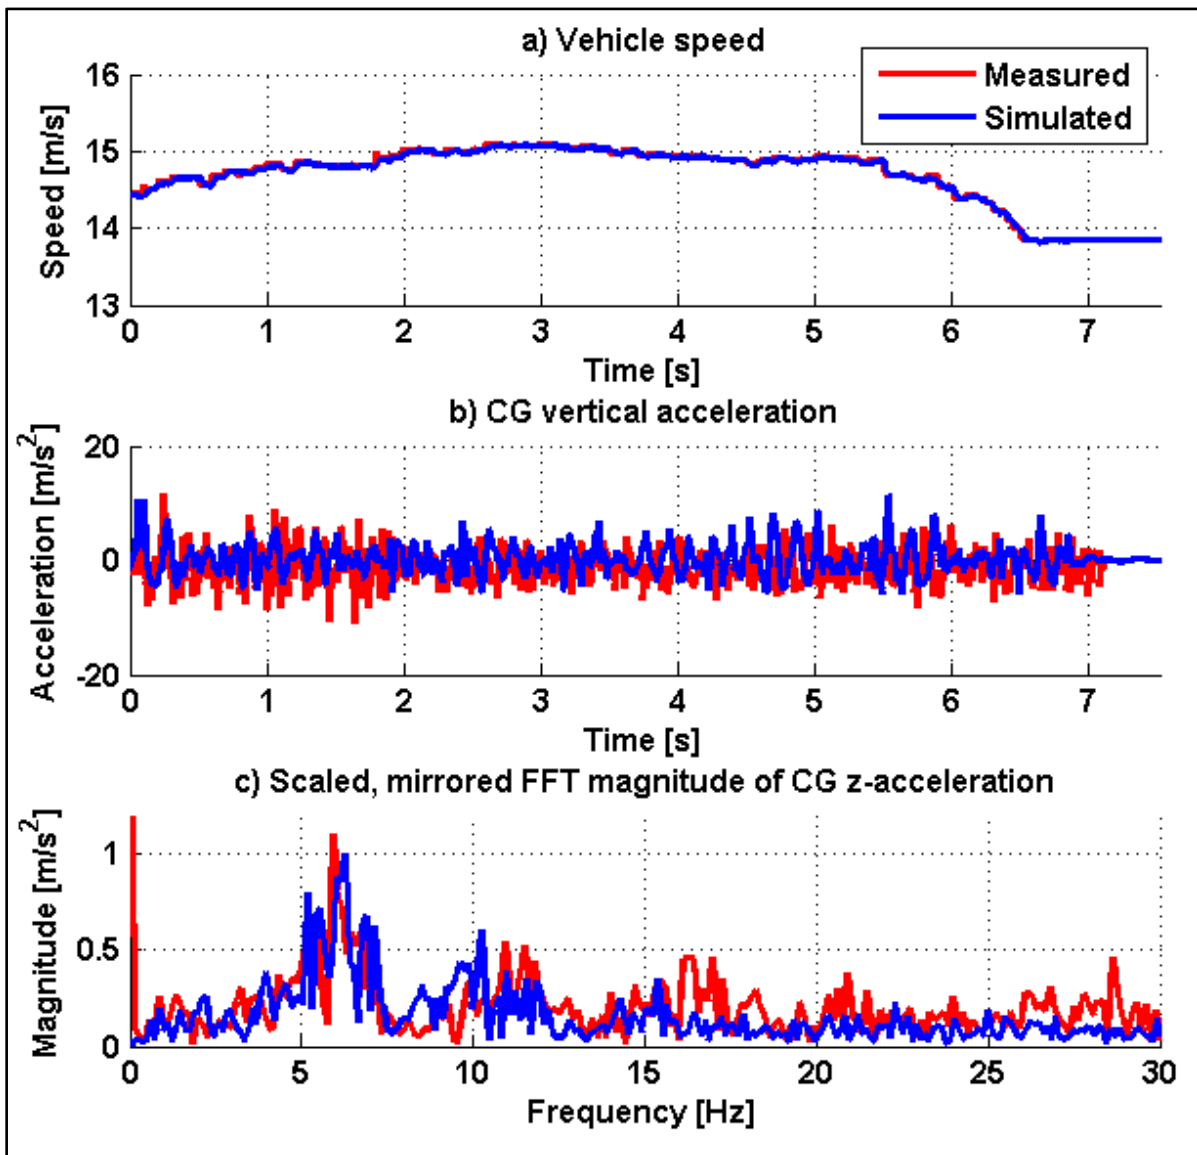 a) Vehicle speed
Measured
Simulated
Speed [m/s]
16
15
14
13
0 1 2 3 4 5 6 7
Time [s]
b) CG vertical acceleration
Acceleration [m/s²]
20
0
-20
0 1 2 3 4 5 6 7
Time [s]
c) Scaled, mirrored FFT magnitude of CG z-acceleration
Magnitude [m/s²]
1
0.5
0
0 5 10 15 20 25 30
Frequency [Hz]